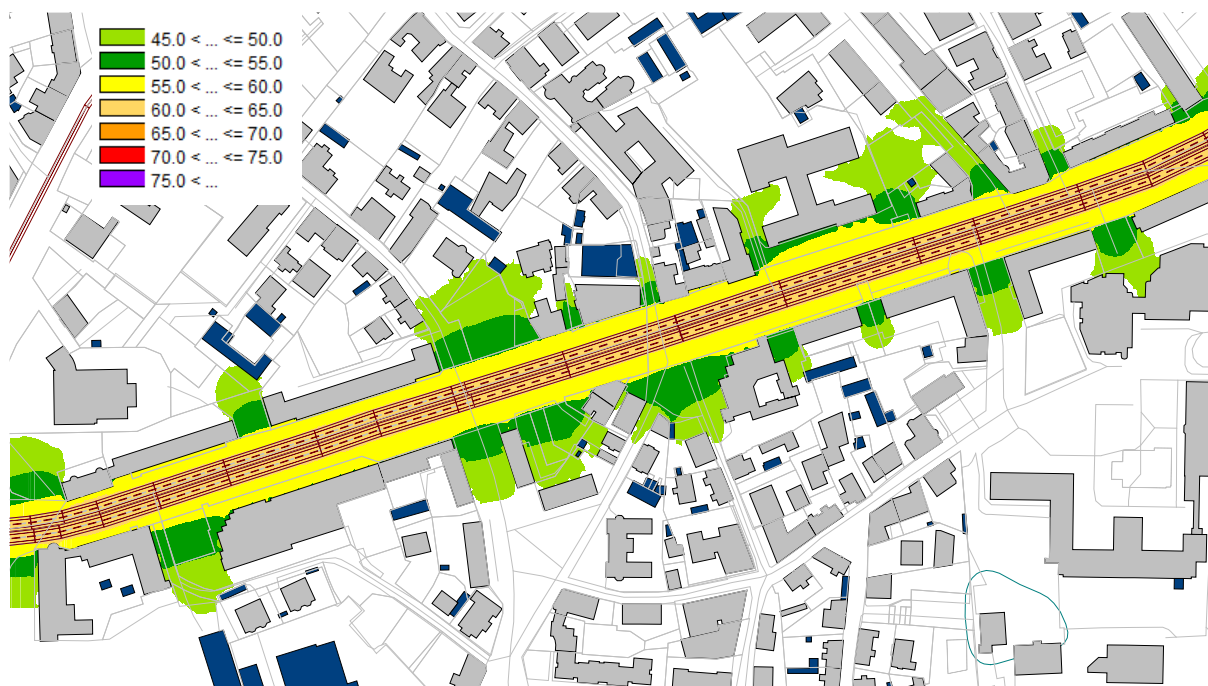 45.0 < ... <= 50.0
50.0 < ... <= 55.0
55.0 < ... <= 60.0
60.0 < ... <= 65.0
65.0 < ... <= 70.0
70.0 < ... <= 75.0
75.0 < ...